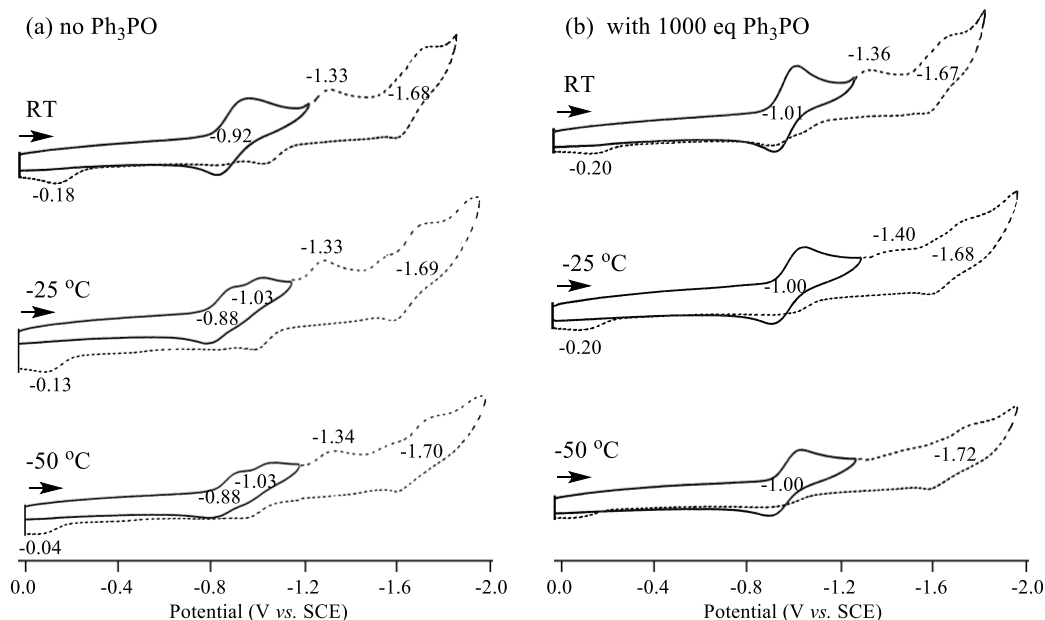 (a) no Ph₃PO
RT
-0.92
-1.33
-1.68
-0.18
-25 °C
-0.88
-1.03
-1.33
-1.69
-0.13
-50 °C
-0.88
-1.03
-1.34
-1.70
-0.04
0.0 -0.4 -0.8 -1.2 -1.6 -2.0
Potential (V vs. SCE)
(b) with 1000 eq Ph₃PO
RT
-1.01
-1.36
-1.67
-0.20
-25 °C
-1.00
-1.40
-1.68
-0.20
-50 °C
-1.00
-1.72
0.0 -0.4 -0.8 -1.2 -1.6 -2.0
Potential (V vs. SCE)